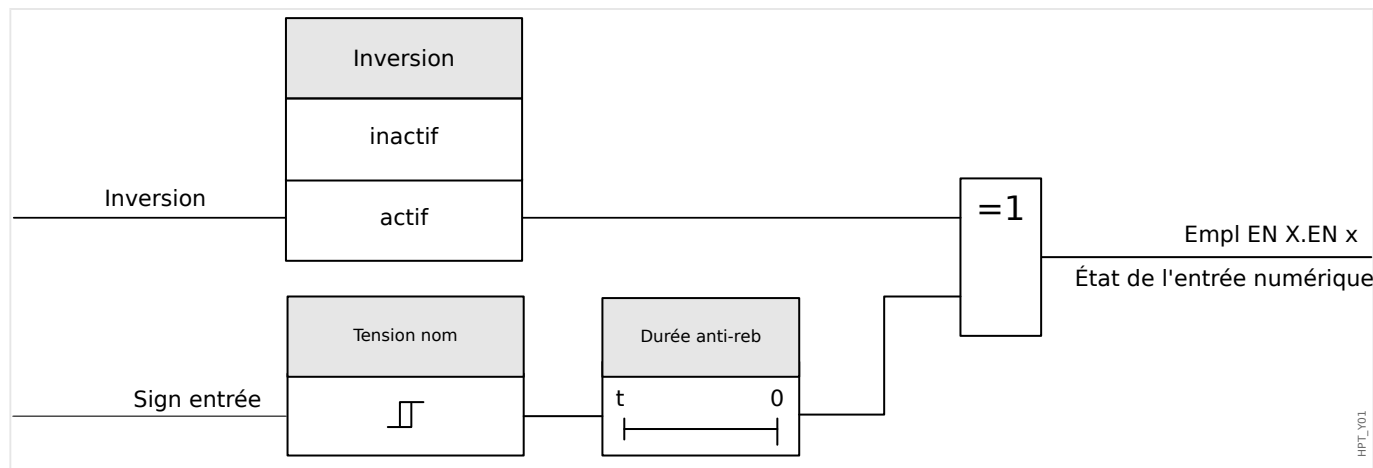 Inversion
inactif
Inversion
actif
=1
Empl EN X.EN x
État de l'entrée numérique
Tension nom
Durée anti-reb
Sign entrée
t 0
HPT_Y01